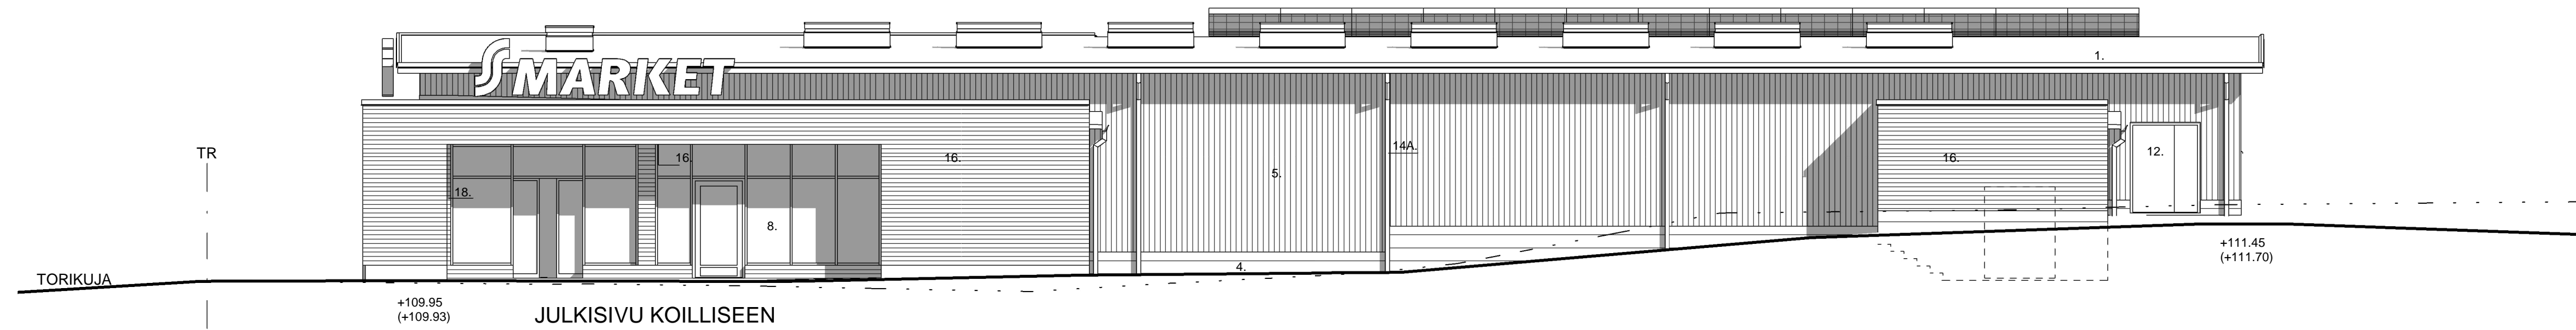 S MARKET
1.
TR
16.
16.
14A.
16.
12.
5.
18.
8.
4.
TORIKUJA
+111.45
(+111.70)
+109.95
(+109.93)
JULKISIVU KOILLISEEN